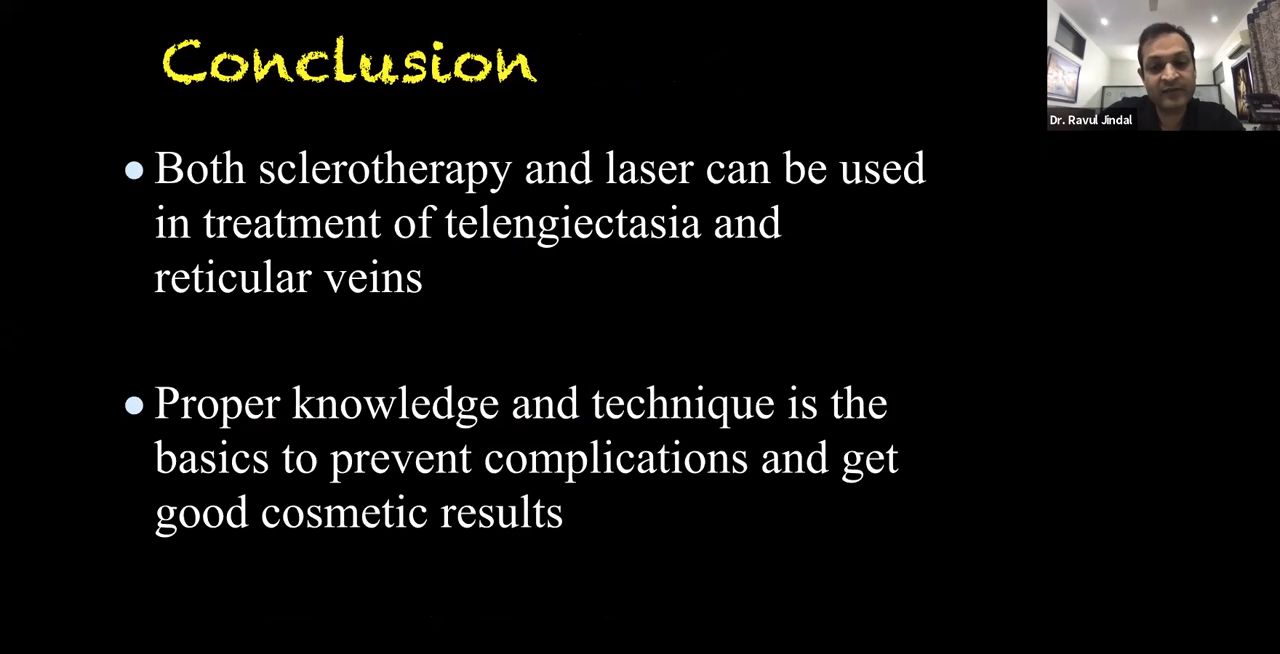 Conclusion
Dr. Ravul Jindal
• Both sclerotherapy and laser can be used
in treatment of telengiectasia and
reticular veins
• Proper knowledge and technique is the
basics to prevent complications and get
good cosmetic results